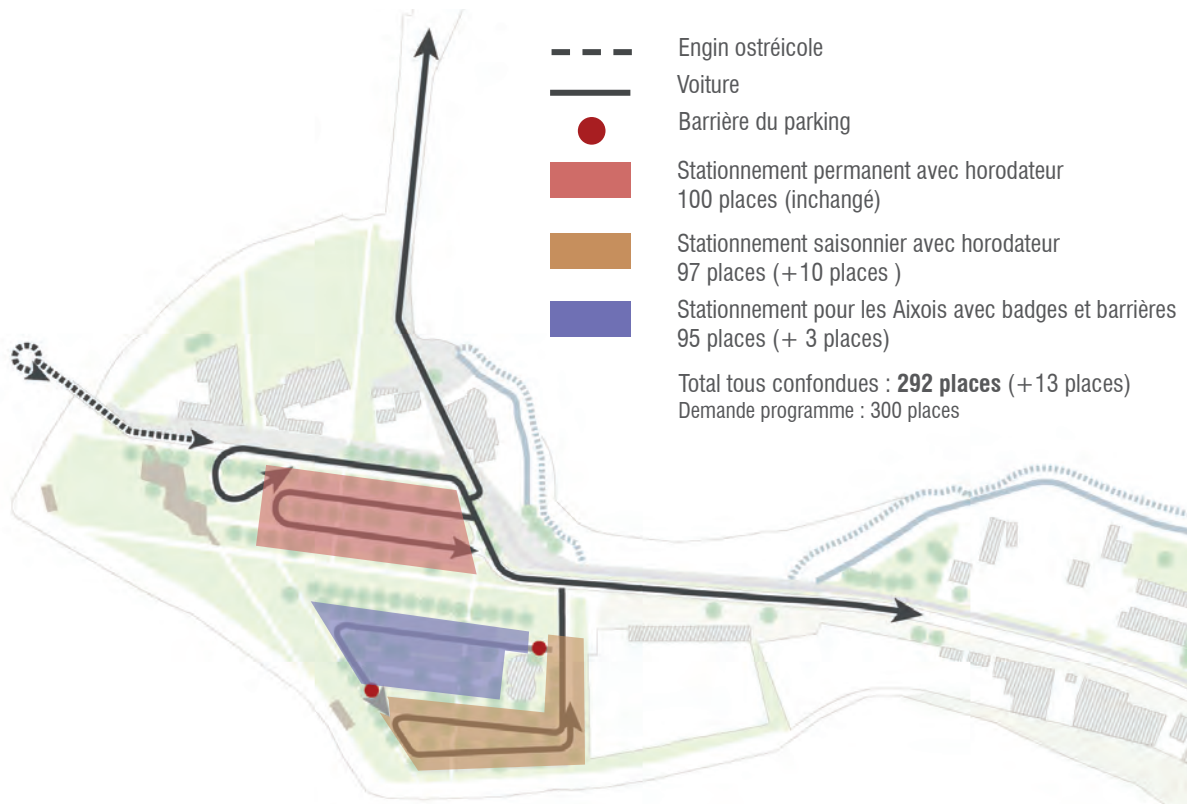 Engin ostréicole
Voiture
Barrière du parking
Stationnement permanent avec horodateur
100 places (inchangé)
Stationnement saisonnier avec horodateur
97 places (+10 places )
Stationnement pour les Aixois avec badges et barrières
95 places (+ 3 places)
Total tous confondues : 292 places (+13 places)
Demande programme : 300 places